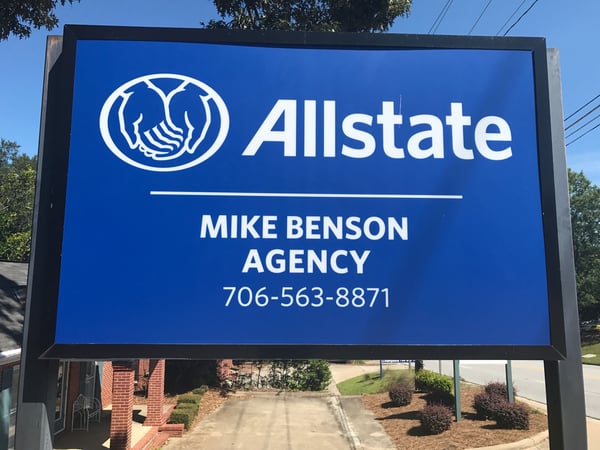 Allstate
MIKE BENSON
AGENCY
706-563-8871